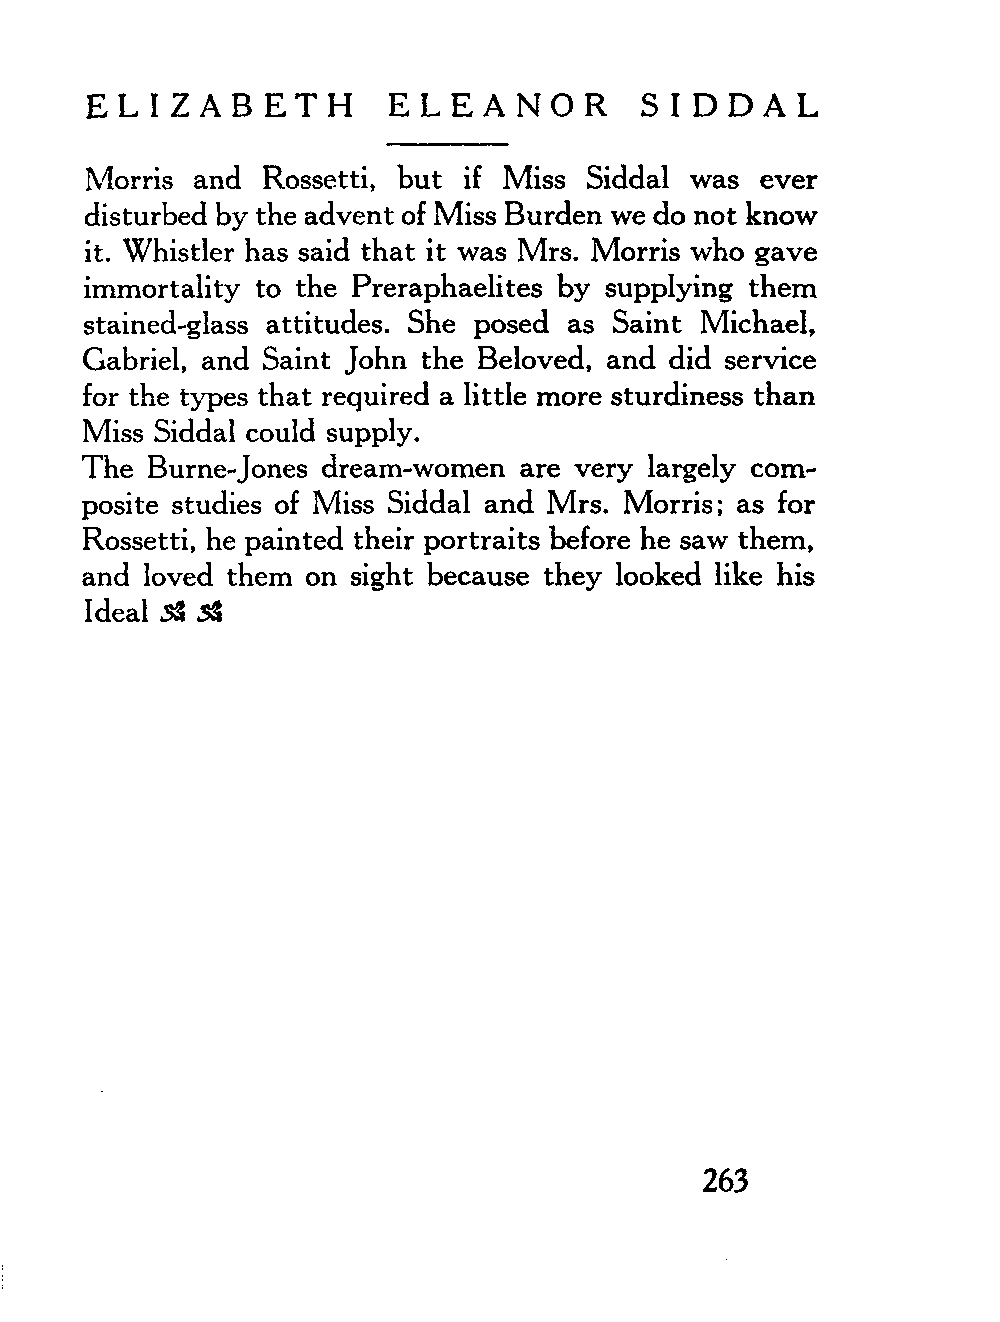 ELIZABETH ELEANOR SIDDAL
Morris and Rossetti, but if Miss Siddal was ever
disturbed by the advent of Miss Burden we do not know
it. Whistler has said that it was Mrs. Morris who gave
immortality to the Preraphaelites by supplying them
stained-glass attitudes. She posed as Saint Michael,
Gabriel, and Saint John the Beloved, and did service
for the types that required a little more sturdiness than
Miss Siddal could supply.
The Burne-Jones dream-women are very largely com-
posite studies of Miss Siddal and Mrs. Morris; as for
Rossetti, he painted their portraits before he saw them,
and loved them on sight because they looked like his
Ideal
263